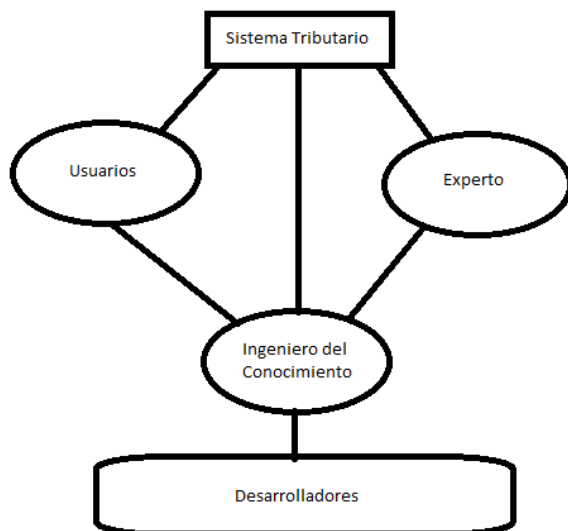 Sistema Tributario
Usuarios
Experto
Ingeniero del
Conocimiento
Desarrolladores